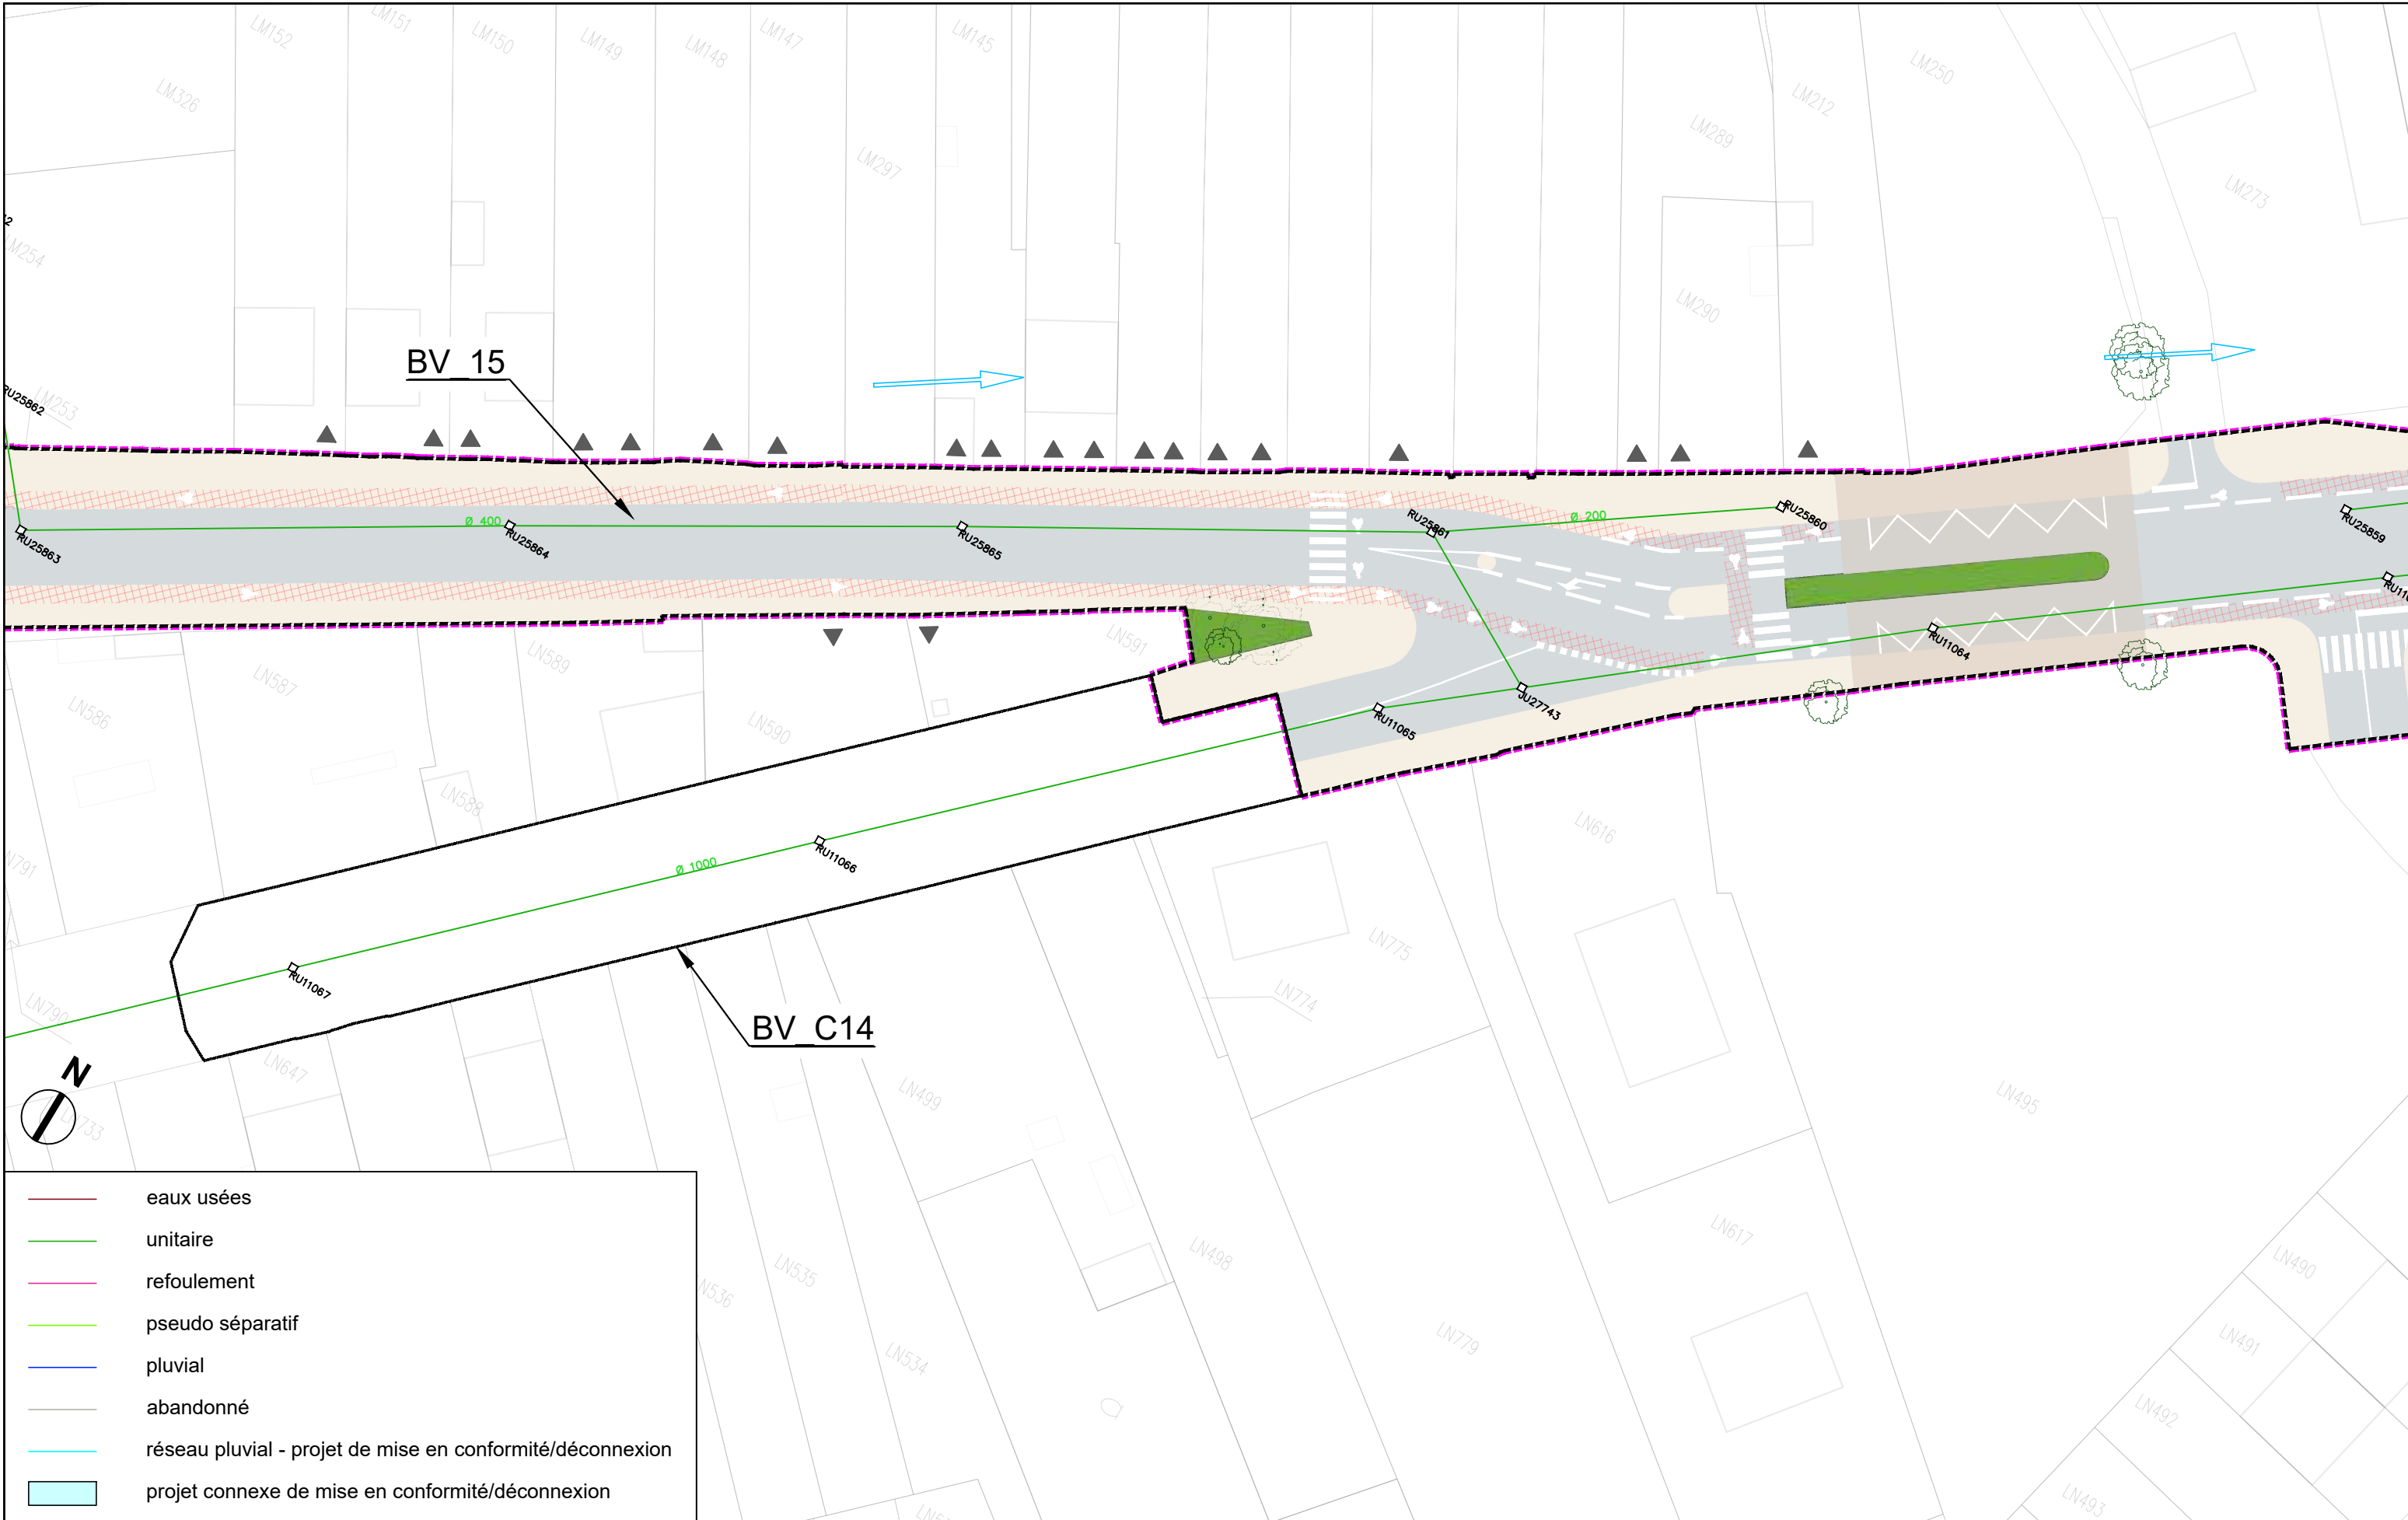 LM152
LM151
LM150
LM149
LM148
LM147
LM145
LM326
LM297
LM250
LM212
LM289
LM273
LM254
LM290
BV_15
RU25862
LM253
Ø 400
RU25863
RU25864
RU25865
RU25861
Ø 200
RU25860
RU25859
LN586
LN587
LN589
LN590
LN591
RU11064
JU27743
RU11065
LN588
Ø 1000
RU11066
LN616
LN775
LN774
RU11067
LN790
BV_C14
N
LN647
LN499
LN495
LN498
LN617
LN535
LN534
LN779
LN490
LN491
LN492
LN493
eaux usées
unitaire
refoulement
pseudo séparatif
pluvial
abandonné
réseau pluvial - projet de mise en conformité/déconnexion
projet connexe de mise en conformité/déconnexion